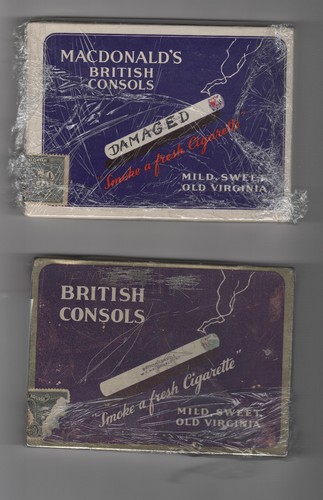 MACDONALD'S
BRITISH
CONSOLS
DAMAGED
"Smoke a fresh Cigarette"
MILD, SWEET,
OLD VIRGINIA
BRITISH
CONSOLS
"Smoke a fresh Cigarette"
MILD, SWEET,
OLD VIRGINIA